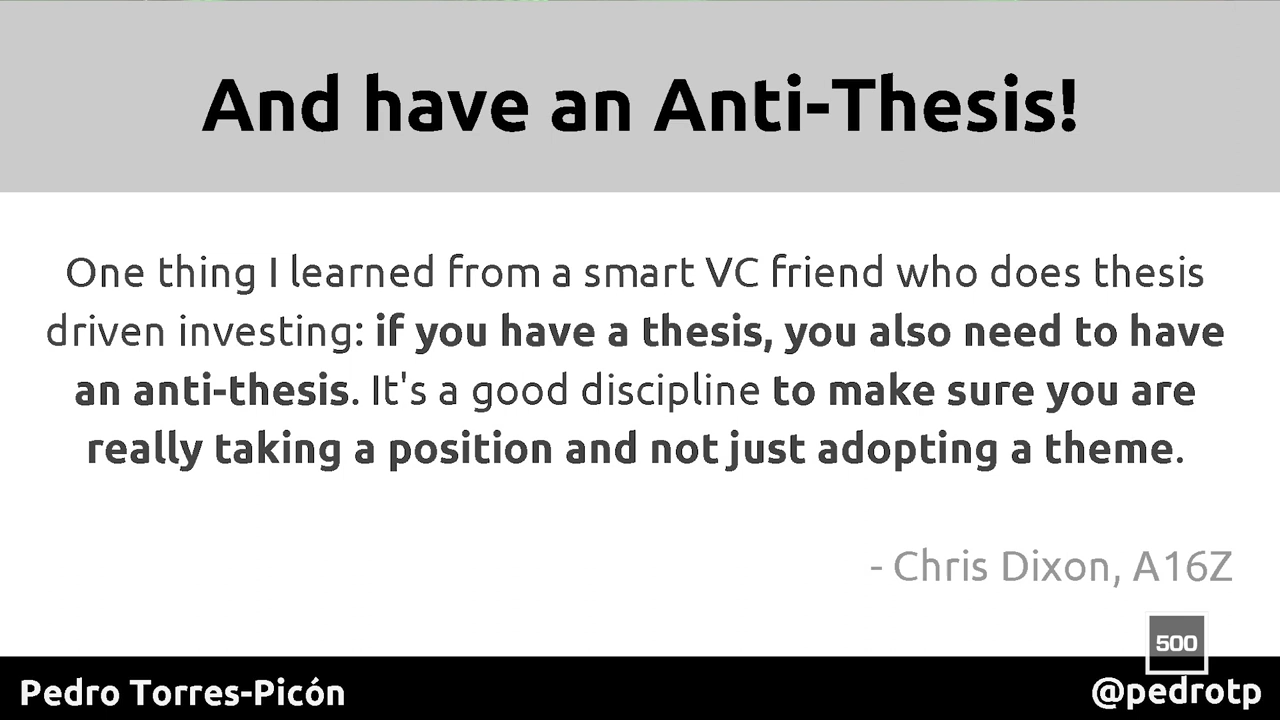 And have an Anti-Thesis!
One thing I learned from a smart VC friend who does thesis
driven investing: if you have a thesis, you also need to have
an anti-thesis. It's a good discipline to make sure you are
really taking a position and not just adopting a theme.
- Chris Dixon, A16Z
500
Pedro Torres-Picón
@pedrotp